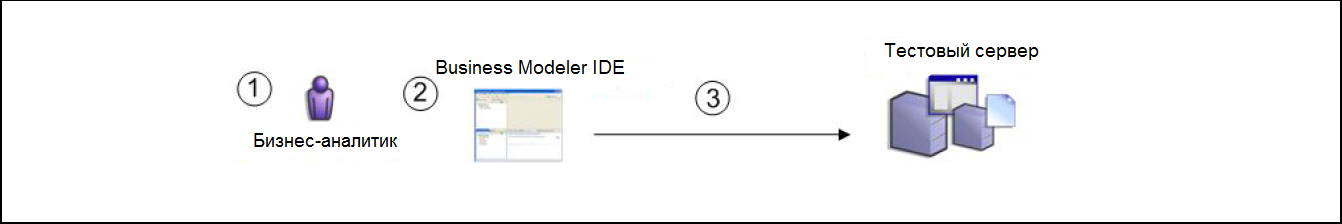 1
Бизнес-аналитик
2
Business Modeler IDE
3
Тестовый сервер